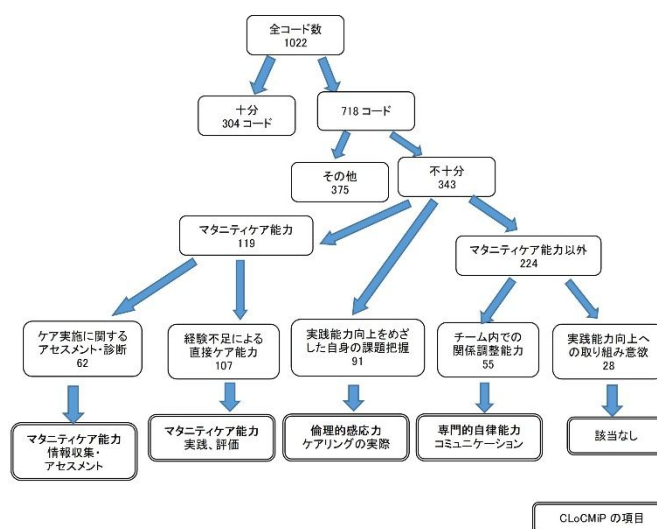 全コード数
1022
十分
304 コード
718 コード
その他
375
不十分
343
マタニティケア能力
119
マタニティケア能力以外
224
ケア実施に関する
アセスメント・診断
62
経験不足による
直接ケア能力
107
実践能力向上をめざ
した自身の課題把握
91
チーム内での
関係調整能力
55
実践能力向上へ
の取り組み意欲
28
マタニティケア能力
情報収集・
アセスメント
マタニティケア能力
実践、評価
倫理的感応力
ケアリングの実際
専門的自律能力
コミュニケーション
該当なし
CLoCMiP の項目